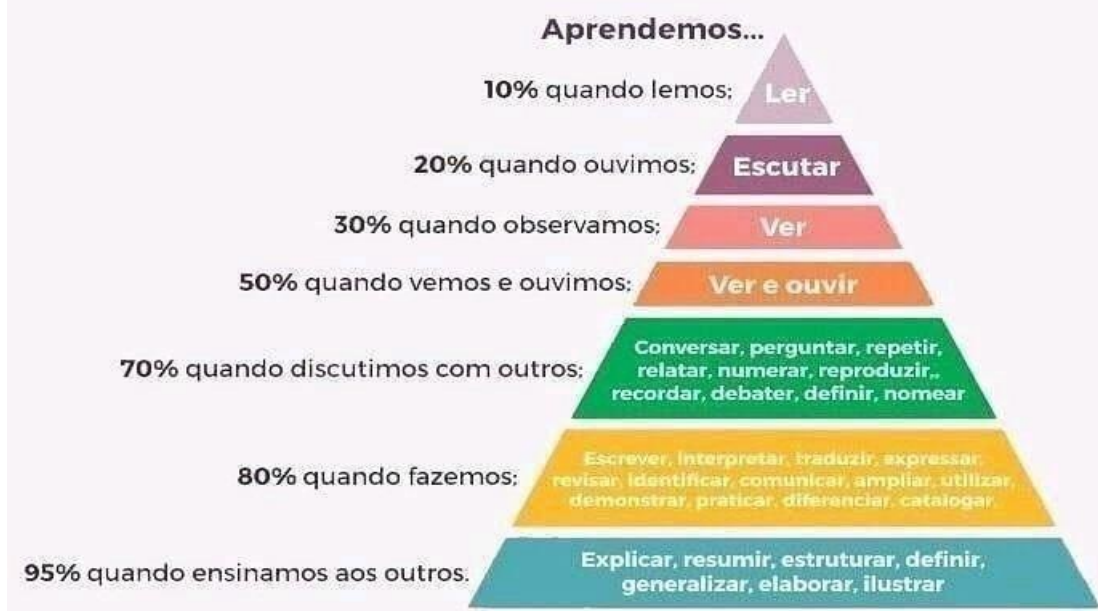 Aprendemos...
10% quando lemos;
Ler
20% quando ouvimos;
Escutar
30% quando observamos;
Ver
50% quando vemos e ouvimos;
Ver e ouvir
70% quando discutimos com outros;
Conversar, perguntar, repetir,
relatar, numerar, reproduzir,,
recordar, debater, definir, nomear
80% quando fazemos;
Escrever, interpretar, traduzir, expressar,
revisar, identificar, comunicar, ampliar, utilizar,
demonstrar, praticar, diferenciar, catalogar,
95% quando ensinamos aos outros.
Explicar, resumir, estruturar, definir,
generalizar, elaborar, ilustrar